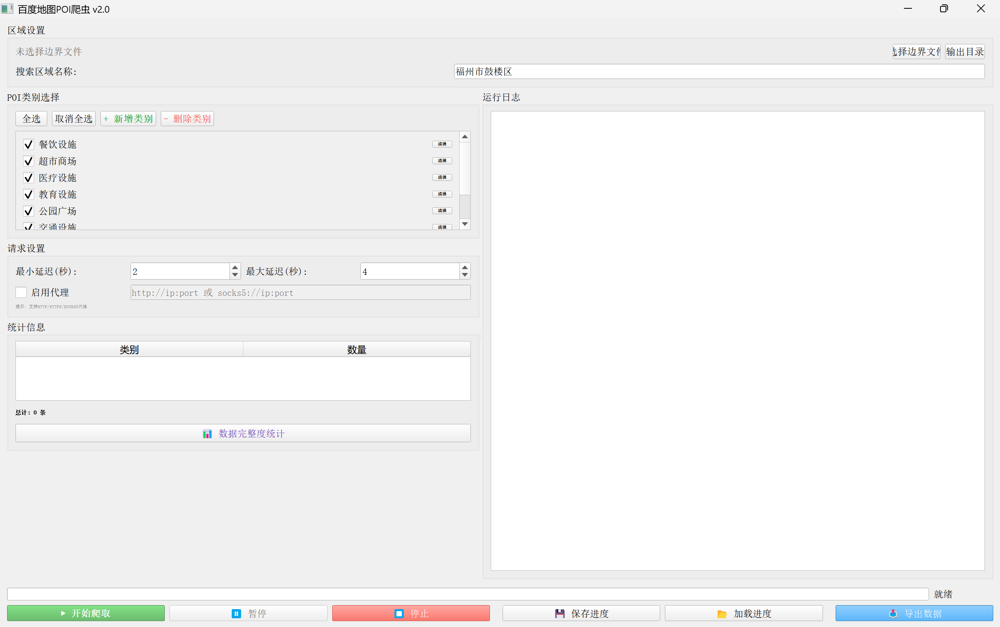 百度地图POI爬虫 v2.0
区域设置
未选择边界文件
选择边界文件 输出目录
搜索区域名称: 福州市鼓楼区
POI类别选择
全选 取消全选 + 新增类别 - 删除类别
餐饮设施 编辑
超市商场 编辑
医疗设施 编辑
教育设施 编辑
公园广场 编辑
交通设施 编辑
请求设置
最小延迟(秒): 2 最大延迟(秒): 4
启用代理 http://ip:port 或 socks5://ip:port
提示: 支持HTTP/HTTPS/SOCKS5代理
统计信息
类别 数量
总计: 0 条
数据完整度统计
运行日志
就绪
开始爬取 暂停 停止 保存进度 加载进度 导出数据